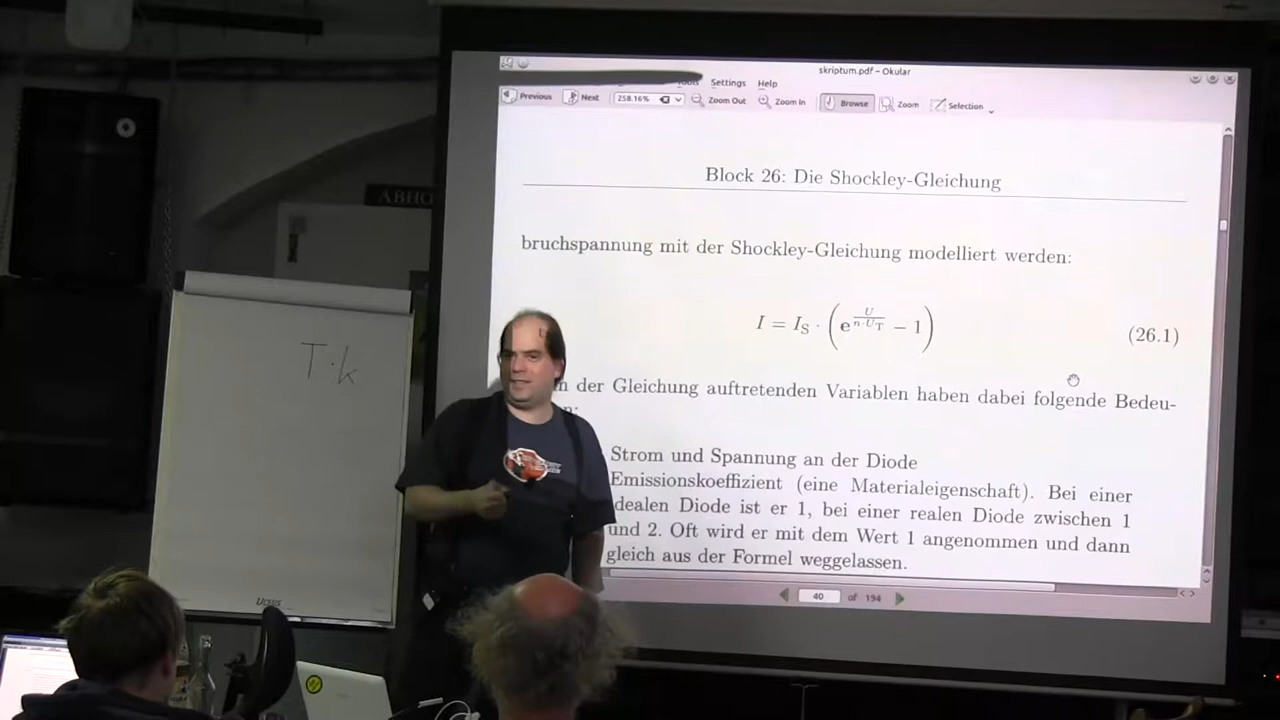 skriptum.pdf – Okular
Settings Help
Previous Next 258.16% Zoom Out Zoom In Browse Zoom Selection
ABHO
Block 26: Die Shockley-Gleichung
bruchspannung mit der Shockley-Gleichung modelliert werden:
I = I_S · (e^{U/(n·U_T)} − 1) (26.1)
T·k
n der Gleichung auftretenden Variablen haben dabei folgende Bedeu-
n:
Strom und Spannung an der Diode
Emissionskoeffizient (eine Materialeigenschaft). Bei einer
dealen Diode ist er 1, bei einer realen Diode zwischen 1
und 2. Oft wird er mit dem Wert 1 angenommen und dann
gleich aus der Formel weggelassen.
40 of 194